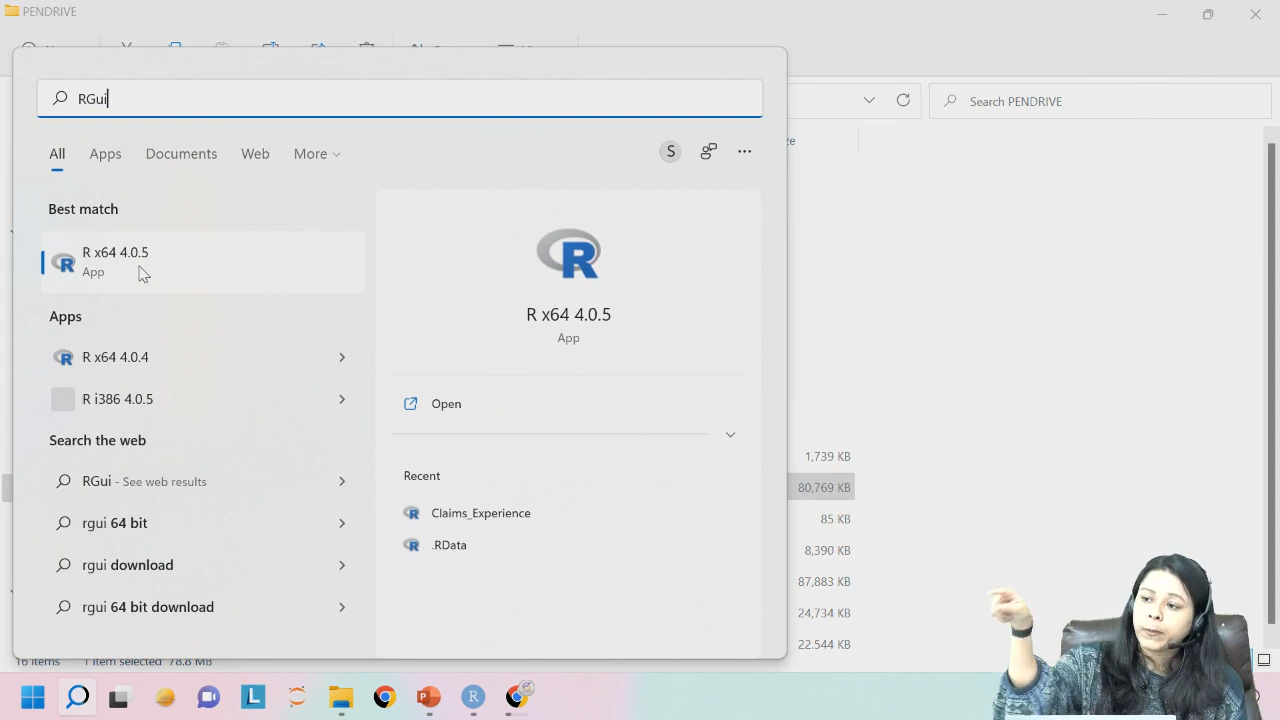 PENDRIVE
RGui
Search PENDRIVE
All Apps Documents Web More
S
ze
Best match
R x64 4.0.5
App
Apps
R x64 4.0.4
R i386 4.0.5
Search the web
RGui - See web results
rgui 64 bit
rgui download
rgui 64 bit download
R x64 4.0.5
App
Open
Recent
Claims_Experience
.RData
1,739 KB
80,769 KB
85 KB
8,390 KB
87,883 KB
24,734 KB
22,544 KB
16 items 1 item selected 78.8 MB